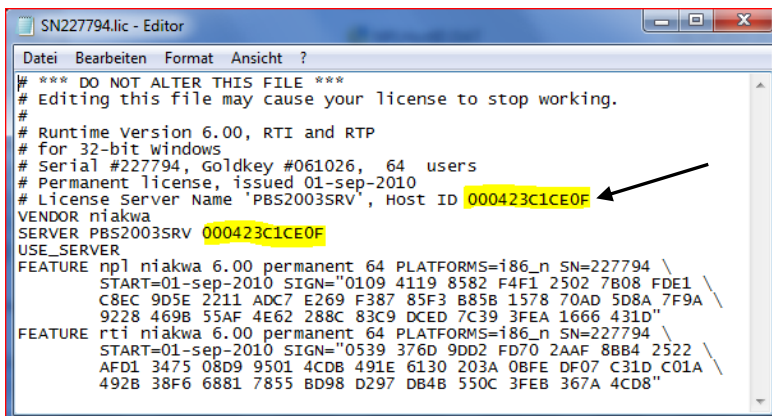 SN227794.lic - Editor
Datei Bearbeiten Format Ansicht ?
# *** DO NOT ALTER THIS FILE ***
# Editing this file may cause your license to stop working.
#
# Runtime Version 6.00, RTI and RTP
# for 32-bit Windows
# Serial #227794, Goldkey #061026,  64  users
# Permanent license, issued 01-sep-2010
# License Server Name 'PBS2003SRV', Host ID 000423C1CE0F
VENDOR niakwa
SERVER PBS2003SRV 000423C1CE0F
USE_SERVER
FEATURE npl niakwa 6.00 permanent 64 PLATFORMS=i86_n SN=227794 \
START=01-sep-2010 SIGN="0109 4119 8582 F4F1 2502 7B08 FDE1 \
C8EC 9D5E 2211 ADC7 E269 F387 85F3 B85B 1578 70AD 5D8A 7F9A \
9228 469B 55AF 4E62 288C 83C9 DCED 7C39 3FEA 1666 431D"
FEATURE rti niakwa 6.00 permanent 64 PLATFORMS=i86_n SN=227794 \
START=01-sep-2010 SIGN="0539 376D 9DD2 FD70 2AAF 8BB4 2522 \
AFD1 3475 08D9 9501 4CDB 491E 6130 203A 0BFE DF07 C31D C01A \
492B 38F6 6881 7855 BD98 D297 DB4B 550C 3FEB 367A 4CD8"